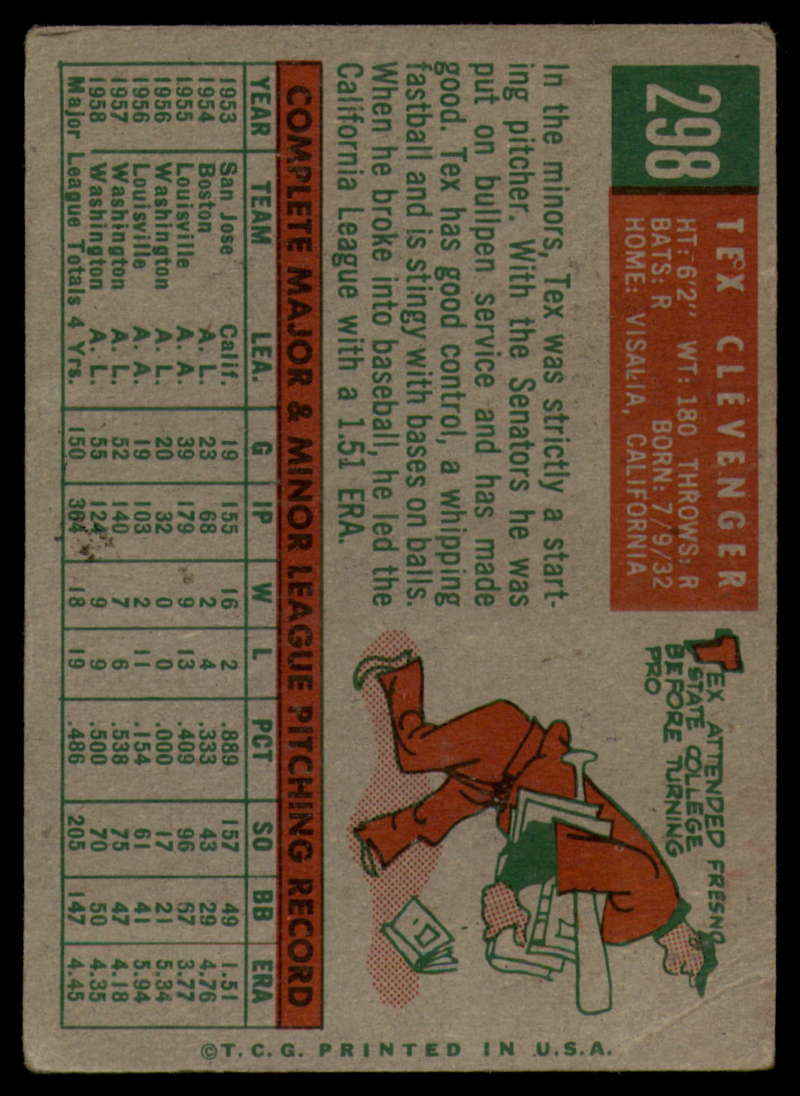 298
TEX CLEVENGER
HT: 6'2" WT: 180 THROWS: R
BATS: R BORN: 7/9/32
HOME: VISALIA, CALIFORNIA
In the minors, Tex was strictly a start-
ing pitcher. With the Senators he was
put on bullpen service and has made
good. Tex has good control, a whipping
fastball and is stingy with bases on balls.
When he broke into baseball, he led the
California League with a 1.51 ERA.
TEX ATTENDED FRESNO
STATE COLLEGE
BEFORE TURNING
PRO
COMPLETE MAJOR & MINOR LEAGUE PITCHING RECORD
YEAR TEAM LEA. G IP W L PCT SO BB ERA
1953 San Jose Calif. 19 155 16 2 .889 157 49 1.51
1954 Boston A. L. 23 68 2 4 .333 43 29 4.76
1955 Louisville A. A. 39 179 9 13 .409 96 67 3.77
1956 Washington A. L. 20 32 0 0 .000 17 21 5.34
1956 Louisville A. A. 19 103 2 11 .154 61 41 5.94
1957 Washington A. L. 52 140 7 6 .538 75 47 4.18
1958 Washington A. L. 55 124 9 9 .500 70 50 4.35
Major League Totals 4 Yrs. 150 364 18 19 .486 205 147 4.45
©T.C.G. PRINTED IN U.S.A.